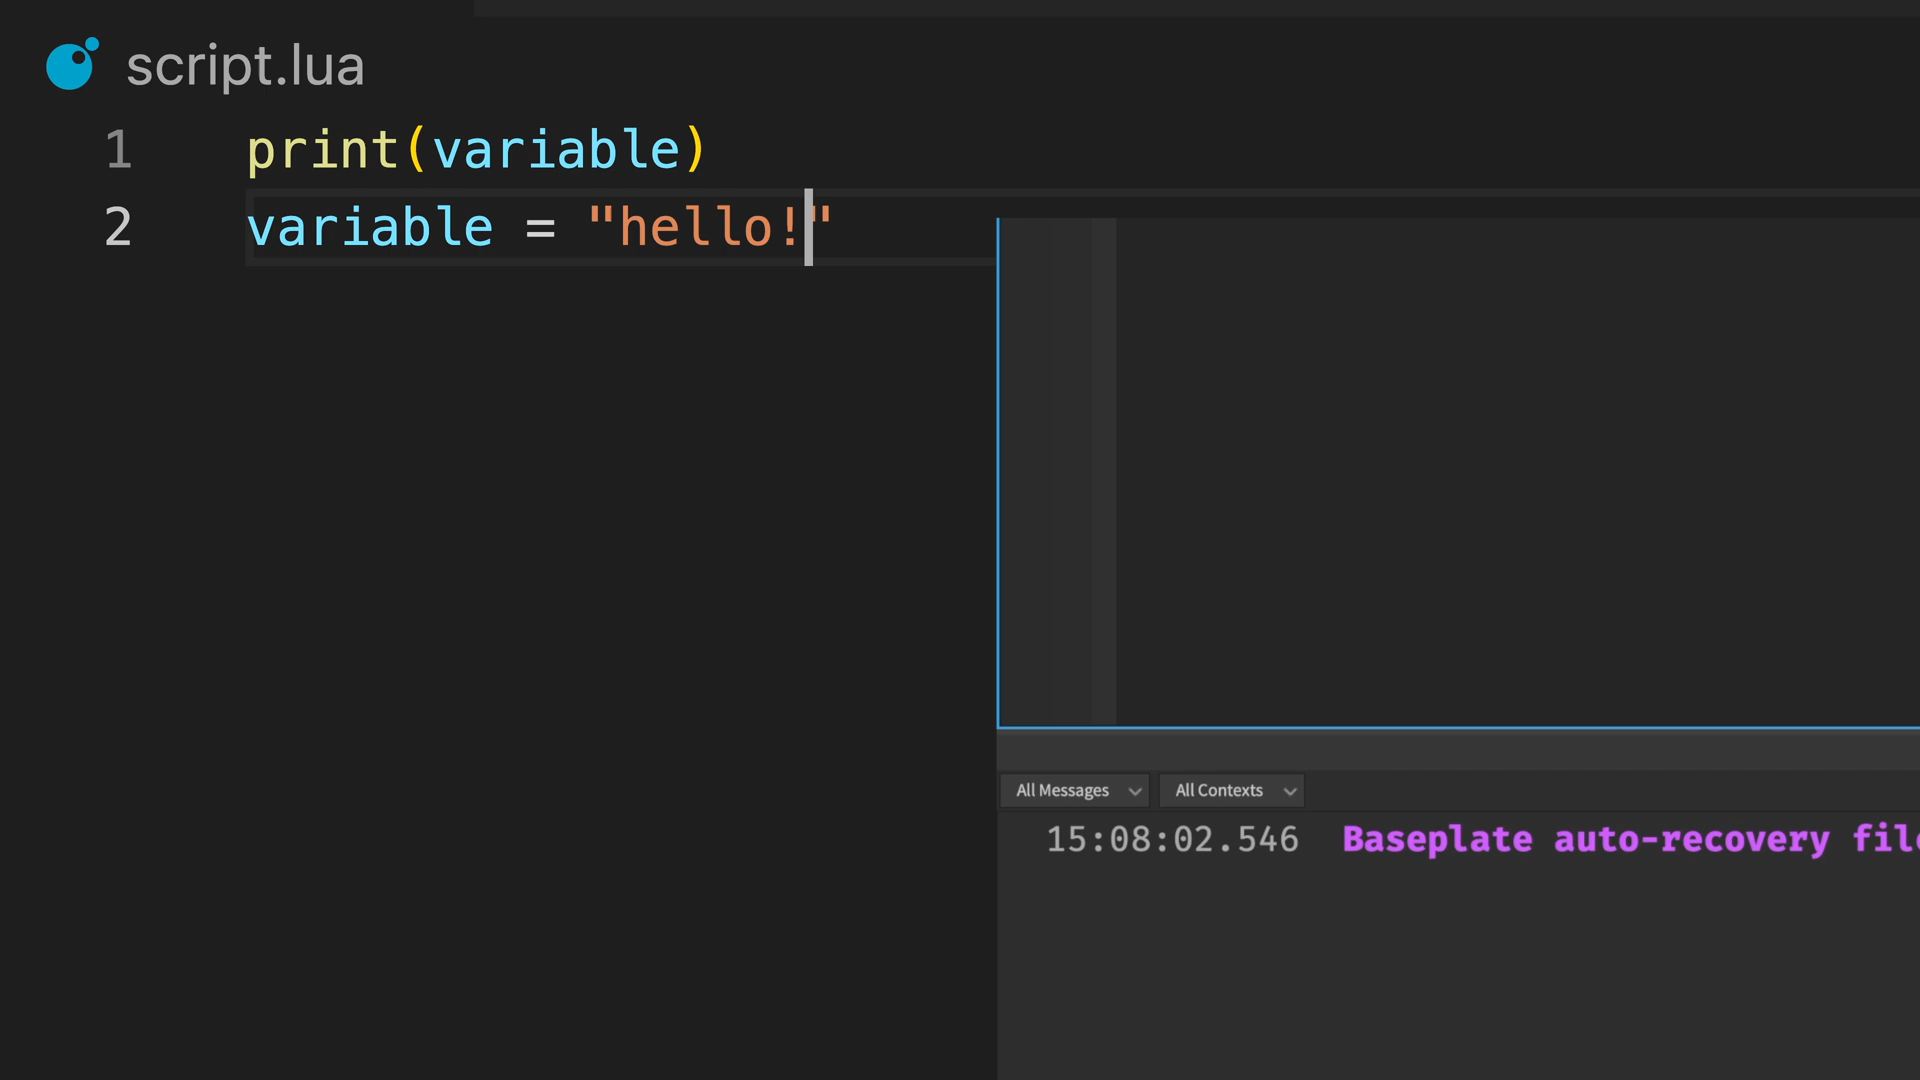 script.lua
1 print(variable)
2 variable = "hello!"
All Messages All Contexts
15:08:02.546 Baseplate auto-recovery file